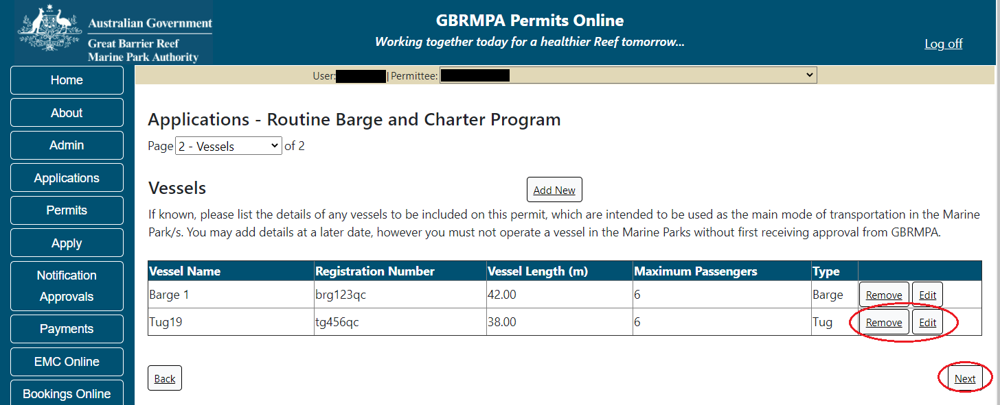 Australian Government
Great Barrier Reef
Marine Park Authority
GBRMPA Permits Online
Working together today for a healthier Reef tomorrow...
Log off
Home
About
Admin
Applications
Permits
Apply
Notification
Approvals
Payments
EMC Online
Bookings Online
User: | Permittee:
Applications - Routine Barge and Charter Program
Page 2 - Vessels of 2
Vessels
Add New
If known, please list the details of any vessels to be included on this permit, which are intended to be used as the main mode of transportation in the Marine
Park/s. You may add details at a later date, however you must not operate a vessel in the Marine Parks without first receiving approval from GBRMPA.
Vessel Name Registration Number Vessel Length (m) Maximum Passengers Type
Barge 1 brg123qc 42.00 6 Barge Remove Edit
Tug19 tg456qc 38.00 6 Tug Remove Edit
Back Next